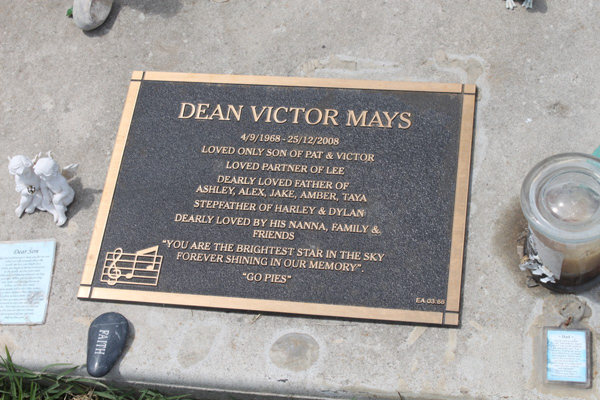 DEAN VICTOR MAYS
4/9/1968 - 25/12/2008
LOVED ONLY SON OF PAT & VICTOR
LOVED PARTNER OF LEE
DEARLY LOVED FATHER OF
ASHLEY, ALEX, JAKE, AMBER, TAYA
STEPFATHER OF HARLEY & DYLAN
DEARLY LOVED BY HIS NANNA, FAMILY &
FRIENDS
"YOU ARE THE BRIGHTEST STAR IN THE SKY
FOREVER SHINING IN OUR MEMORY"
"GO PIES"
EA.03.66
Dear Son
FAITH